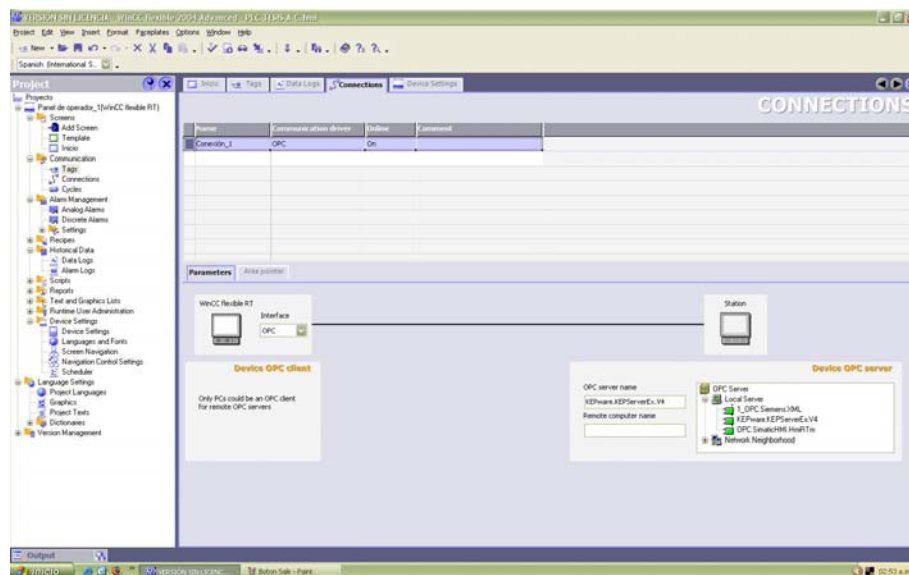 VERSION SIN LICENCIA, WinCC flexible 2004 Advanced - PLC TESIS A-C.hmi
Project Edit View Insert Format Faceplates Options Window Help
New
Spanish (International S..
Project
Inicio Tags Data Logs Connections Device Settings
CONNECTIONS
Proyecto
Panel de operador_1(WinCC flexible RT)
Screens
Add Screen
Template
Inicio
Communication
Tags
Connections
Cycles
Alarm Management
Analog Alarms
Discrete Alarms
Settings
Recipes
Historical Data
Data Logs
Alarm Logs
Scripts
Reports
Text and Graphics Lists
Runtime User Administration
Device Settings
Device Settings
Languages and Fonts
Screen Navigation
Navigation Control Settings
Scheduler
Language Settings
Project Languages
Graphics
Project Texts
Dictionaries
Version Management
Name Communication driver Online Comment
Conexión_1 OPC On
Parameters Area pointer
WinCC flexible RT
Interface
OPC
Station
Device OPC client
Only PCs could be an OPC client
for remote OPC servers
Device OPC server
OPC server name
KEPware.KEPServerEx.V4
Remote computer name
OPC Server
Local Server
1_OPC.Siemens.XML
KEPware.KEPServerEx.V4
OPC.SimaticHMI.HmiRTm
Network Neighborhood
Output
Inicio
VERSION SIN LICENC...
Boton Salir - Paint
02:53 a.m.